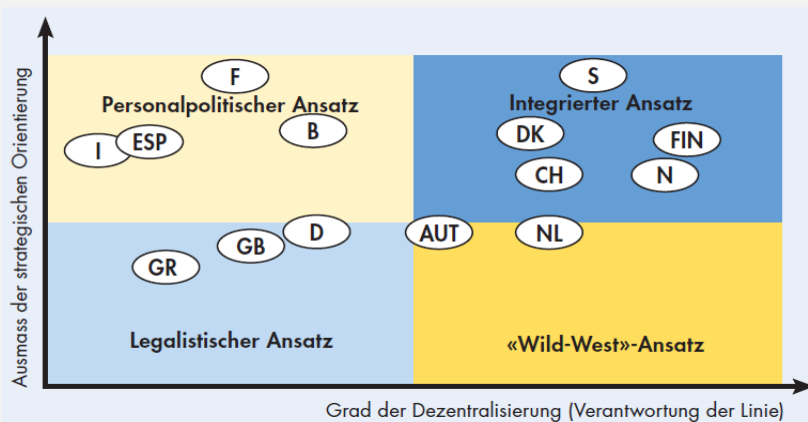 Ausmass der strategischen Orientierung
F
S
Personalpolitischer Ansatz
Integrierter Ansatz
I
ESP
B
DK
FIN
CH
N
GR
GB
D
AUT
NL
Legalistischer Ansatz
«Wild-West»-Ansatz
Grad der Dezentralisierung (Verantwortung der Linie)